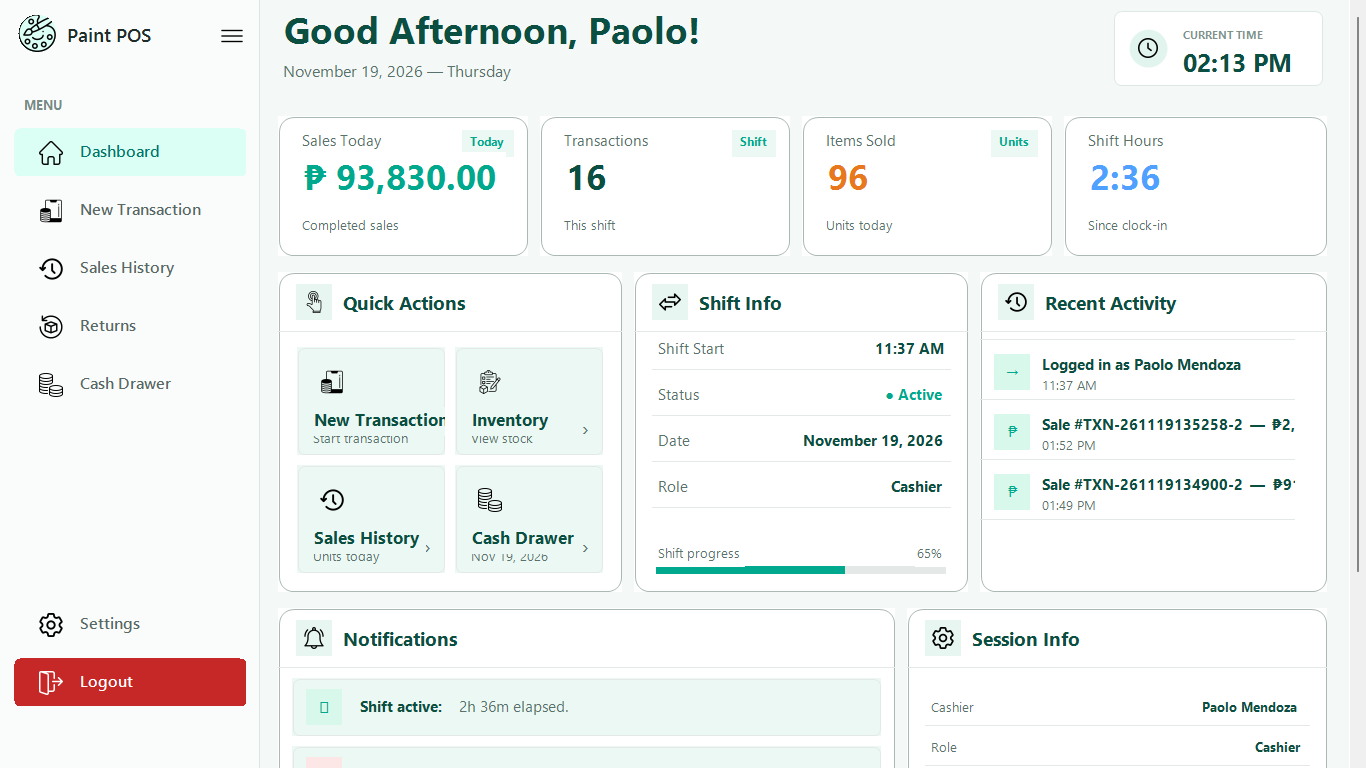 Paint POS
MENU
Dashboard
New Transaction
Sales History
Returns
Cash Drawer
Settings
Logout
Good Afternoon, Paolo!
November 19, 2026 — Thursday
CURRENT TIME
02:13 PM
Sales Today
Today
₱ 93,830.00
Completed sales
Transactions
Shift
16
This shift
Items Sold
Units
96
Units today
Shift Hours
2:36
Since clock-in
Quick Actions
New Transaction
Start transaction
Inventory
View stock
›
Sales History
Units today
›
Cash Drawer
Nov 19, 2026
›
Shift Info
Shift Start 11:37 AM
Status ● Active
Date November 19, 2026
Role Cashier
Shift progress 65%
Recent Activity
→
Logged in as Paolo Mendoza
11:37 AM
₱
Sale #TXN-261119135258-2 — ₱2,
01:52 PM
₱
Sale #TXN-261119134900-2 — ₱9
01:49 PM
Notifications
Shift active: 2h 36m elapsed.
Session Info
Cashier Paolo Mendoza
Role Cashier